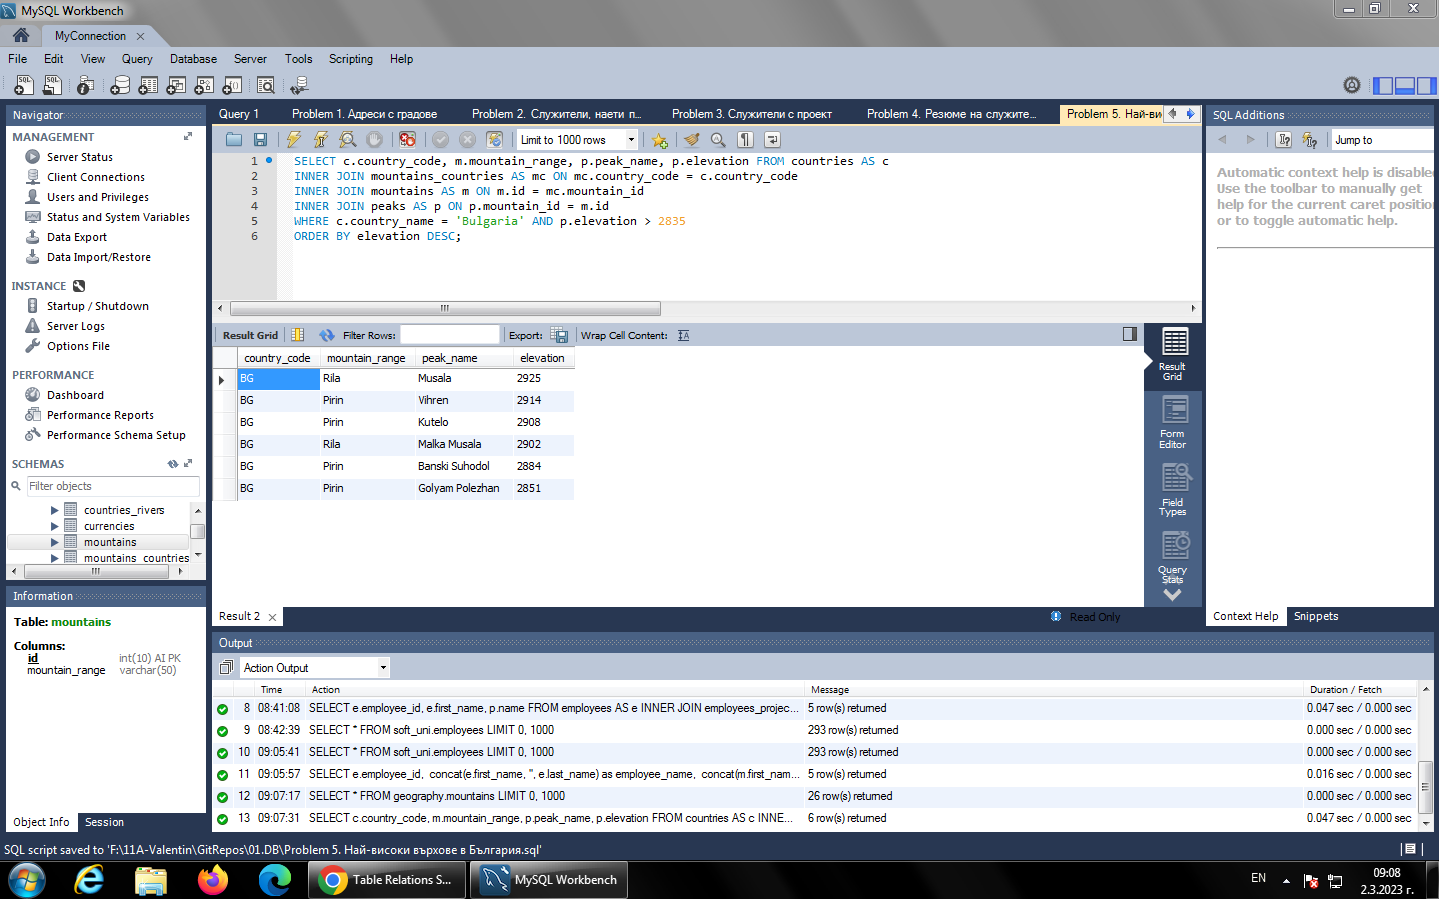 MySQL Workbench
MyConnection
File Edit View Query Database Server Tools Scripting Help
Navigator
MANAGEMENT
Server Status
Client Connections
Users and Privileges
Status and System Variables
Data Export
Data Import/Restore
INSTANCE
Startup / Shutdown
Server Logs
Options File
PERFORMANCE
Dashboard
Performance Reports
Performance Schema Setup
SCHEMAS
Filter objects
countries_rivers
currencies
mountains
mountains_countries
Information
Table: mountains
Columns:
id int(10) AI PK
mountain_range varchar(50)
Object Info Session
Query 1 Problem 1. Адреси с градове Problem 2. Служители, наети п... Problem 3. Служители с проект Problem 4. Резюме на служите... Problem 5. Най-ви
Limit to 1000 rows
1 SELECT c.country_code, m.mountain_range, p.peak_name, p.elevation FROM countries AS c
2 INNER JOIN mountains_countries AS mc ON mc.country_code = c.country_code
3 INNER JOIN mountains AS m ON m.id = mc.mountain_id
4 INNER JOIN peaks AS p ON p.mountain_id = m.id
5 WHERE c.country_name = 'Bulgaria' AND p.elevation > 2835
6 ORDER BY elevation DESC;
Result Grid Filter Rows: Export: Wrap Cell Content:
country_code mountain_range peak_name elevation
BG Rila Musala 2925
BG Pirin Vihren 2914
BG Pirin Kutelo 2908
BG Rila Malka Musala 2902
BG Pirin Banski Suhodol 2884
BG Pirin Golyam Polezhan 2851
Result Grid
Form Editor
Field Types
Query Stats
Result 2 Read Only
SQL Additions
Jump to
Automatic context help is disabled
Use the toolbar to manually get
help for the current caret position
or to toggle automatic help.
Context Help Snippets
Output
Action Output
Time Action Message Duration / Fetch
8 08:41:08 SELECT e.employee_id, e.first_name, p.name FROM employees AS e INNER JOIN employees_projec... 5 row(s) returned 0.047 sec / 0.000 sec
9 08:42:39 SELECT * FROM soft_uni.employees LIMIT 0, 1000 293 row(s) returned 0.000 sec / 0.000 sec
10 09:05:41 SELECT * FROM soft_uni.employees LIMIT 0, 1000 293 row(s) returned 0.000 sec / 0.000 sec
11 09:05:57 SELECT e.employee_id, concat(e.first_name, '', e.last_name) as employee_name, concat(m.first_nam... 5 row(s) returned 0.016 sec / 0.000 sec
12 09:07:17 SELECT * FROM geography.mountains LIMIT 0, 1000 26 row(s) returned 0.000 sec / 0.000 sec
13 09:07:31 SELECT c.country_code, m.mountain_range, p.peak_name, p.elevation FROM countries AS c INNE... 6 row(s) returned 0.047 sec / 0.000 sec
SQL script saved to 'F:\11A-Valentin\GitRepos\01.DB\Problem 5. Най-високи върхове в България.sql'
Table Relations S... MySQL Workbench
EN
09:08
2.3.2023 г.